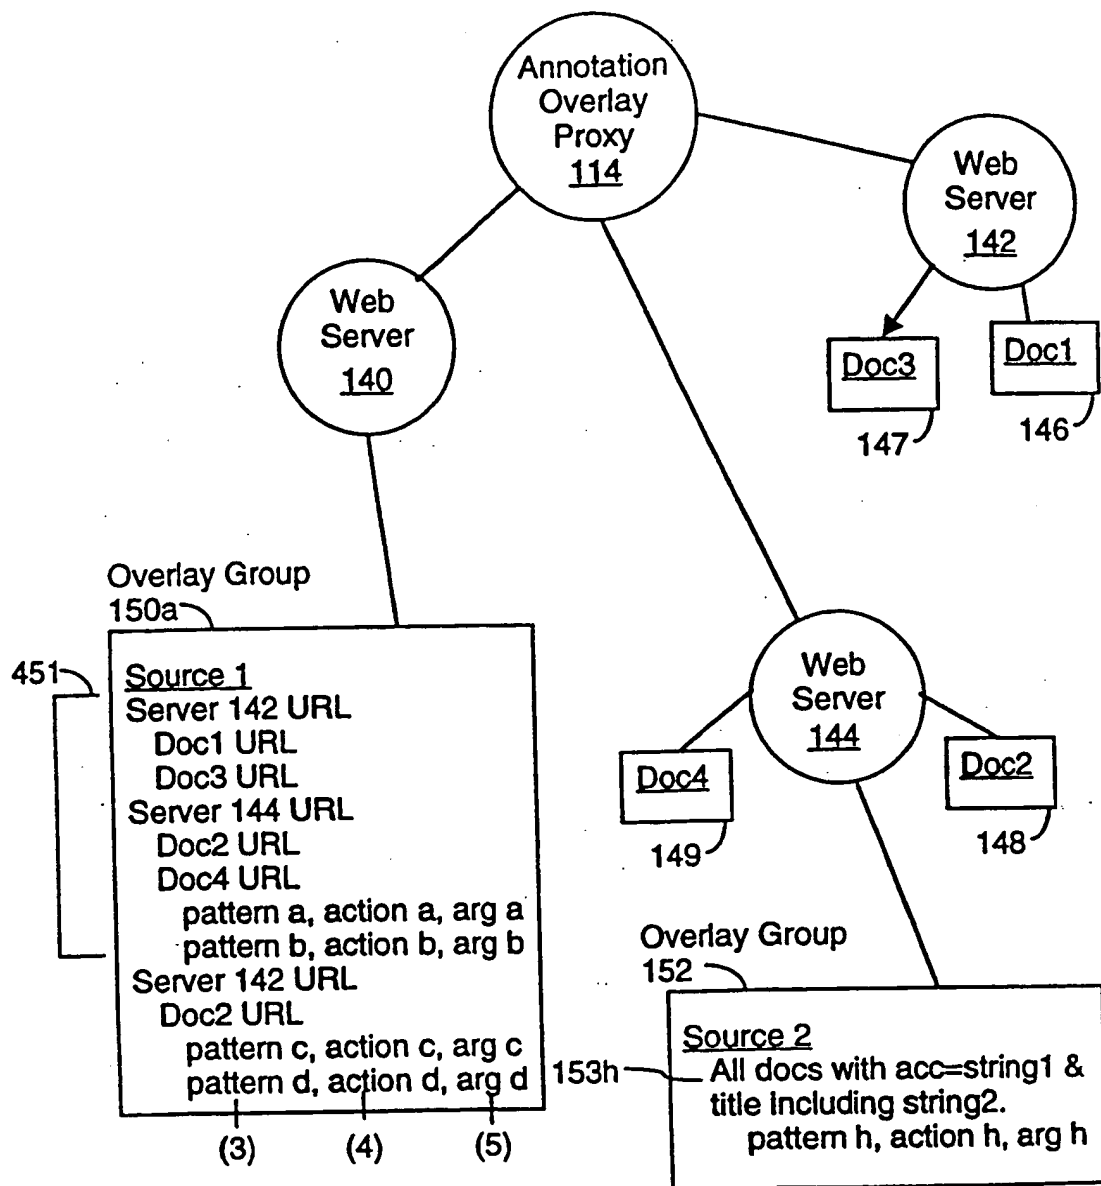 Annotation
Overlay
Proxy
114
Web
Server
142
Web
Server
140
Doc3
Doc1
147
146
Overlay Group
150a
451
Source 1
Server 142 URL
Doc1 URL
Doc3 URL
Server 144 URL
Doc2 URL
Doc4 URL
pattern a, action a, arg a
pattern b, action b, arg b
Server 142 URL
Doc2 URL
pattern c, action c, arg c
pattern d, action d, arg d
(3)
(4)
(5)
Web
Server
144
Doc4
Doc2
149
148
Overlay Group
152
153h
Source 2
All docs with acc=string1 &
title including string2.
pattern h, action h, arg h